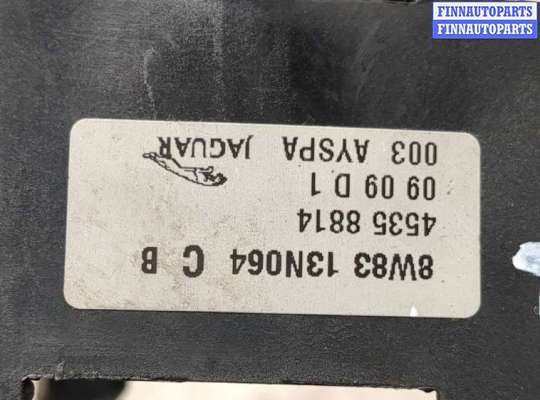 FINNAUTOPARTS
FINNAUTOPARTS
8W83 13N064 C B
4535 8814
09 09 D 1
003 AYSPA JAGUAR